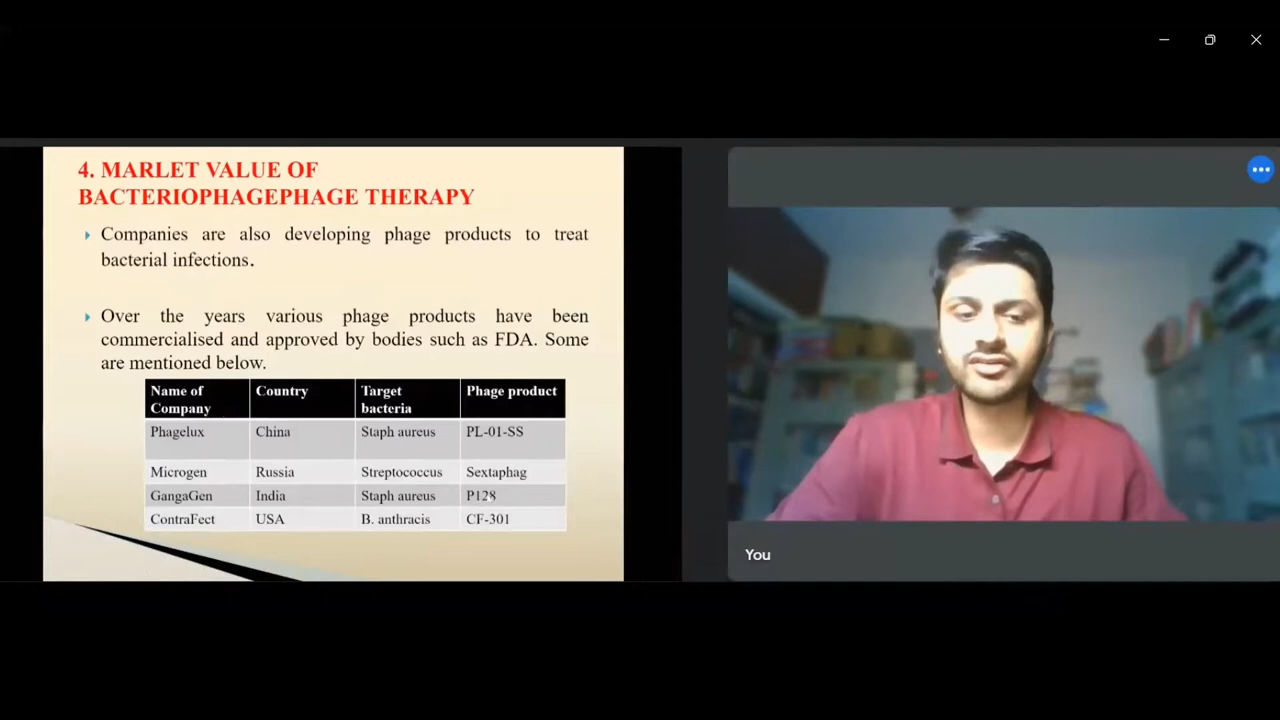 4. MARLET VALUE OF
BACTERIOPHAGEPHAGE THERAPY
Companies are also developing phage products to treat
bacterial infections.
Over the years various phage products have been
commercialised and approved by bodies such as FDA. Some
are mentioned below.
Name of Company Country Target bacteria Phage product
Phagelux China Staph aureus PL-01-SS
Microgen Russia Streptococcus Sextaphag
GangaGen India Staph aureus P128
ContraFect USA B. anthracis CF-301
You